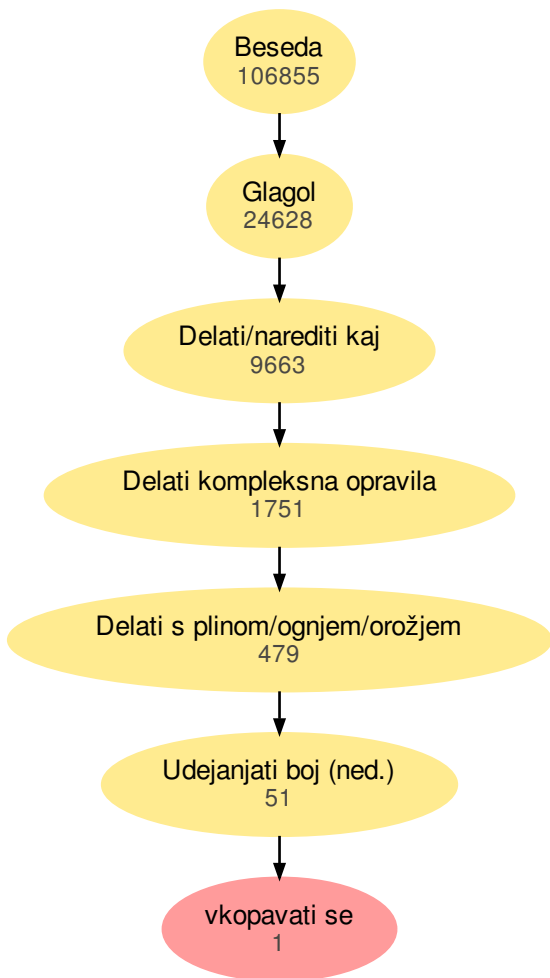 Beseda
106855
Glagol
24628
Delati/narediti kaj
9663
Delati kompleksna opravila
1751
Delati s plinom/ognjem/orožjem
479
Udejanjati boj (ned.)
51
vkopavati se
1